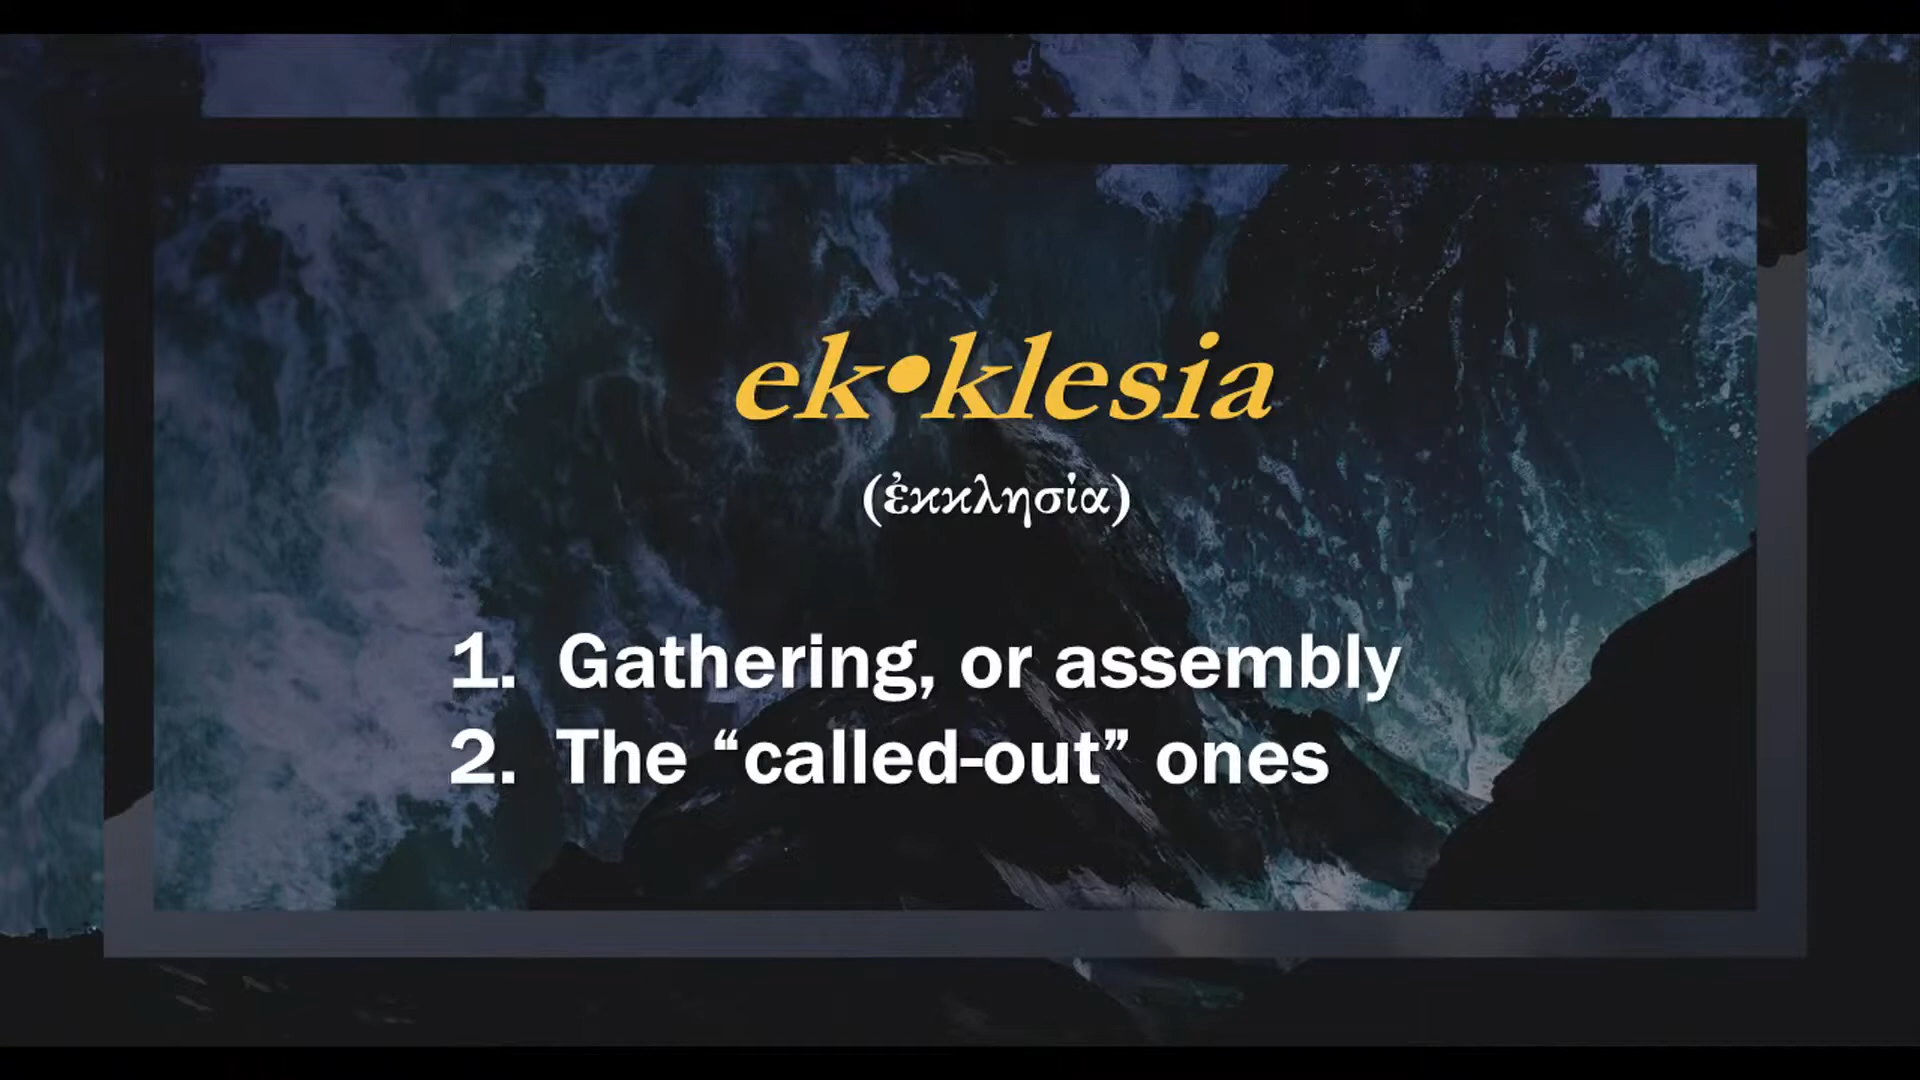 ek•klesia
(ἐκκλησία)
1. Gathering, or assembly
2. The “called-out” ones